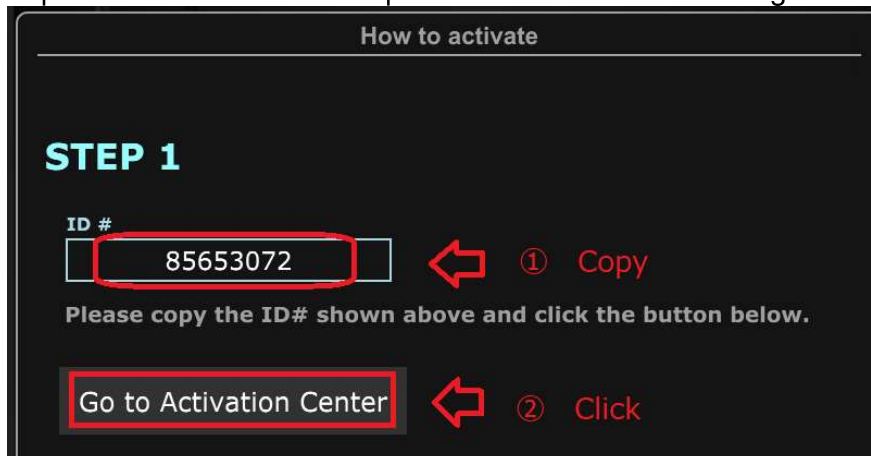 How to activate
STEP 1
ID #
85653072 ① Copy
Please copy the ID# shown above and click the button below.
Go to Activation Center ② Click